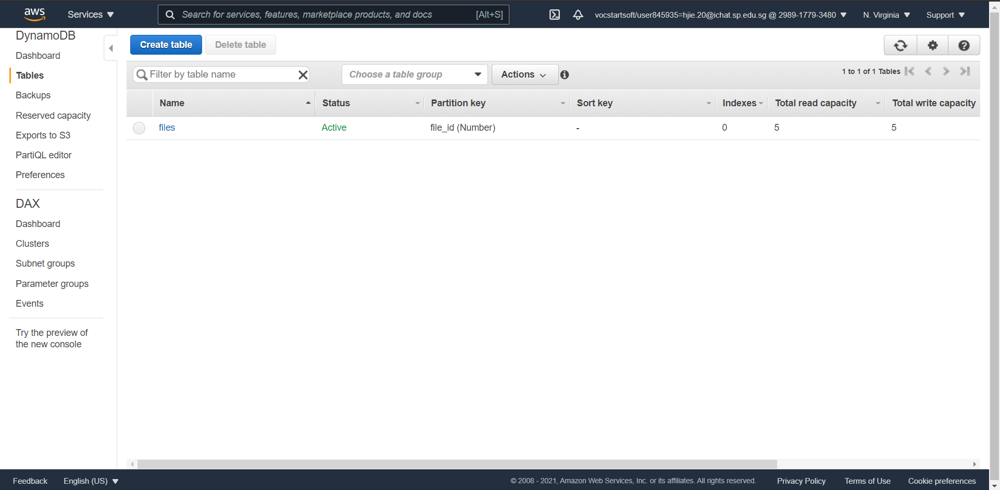 aws Services Search for services, features, marketplace products, and docs [Alt+S] vocstartsoft/user845935=hjie.20@ichat.sp.edu.sg @ 2989-1779-3480 N. Virginia Support
DynamoDB
Dashboard
Tables
Backups
Reserved capacity
Exports to S3
PartiQL editor
Preferences
DAX
Dashboard
Clusters
Subnet groups
Parameter groups
Events
Try the preview of
the new console
Create table Delete table
Filter by table name Choose a table group Actions 1 to 1 of 1 Tables
Name Status Partition key Sort key Indexes Total read capacity Total write capacity
files Active file_id (Number) - 0 5 5
Feedback English (US) © 2008 - 2021, Amazon Web Services, Inc. or its affiliates. All rights reserved. Privacy Policy Terms of Use Cookie preferences